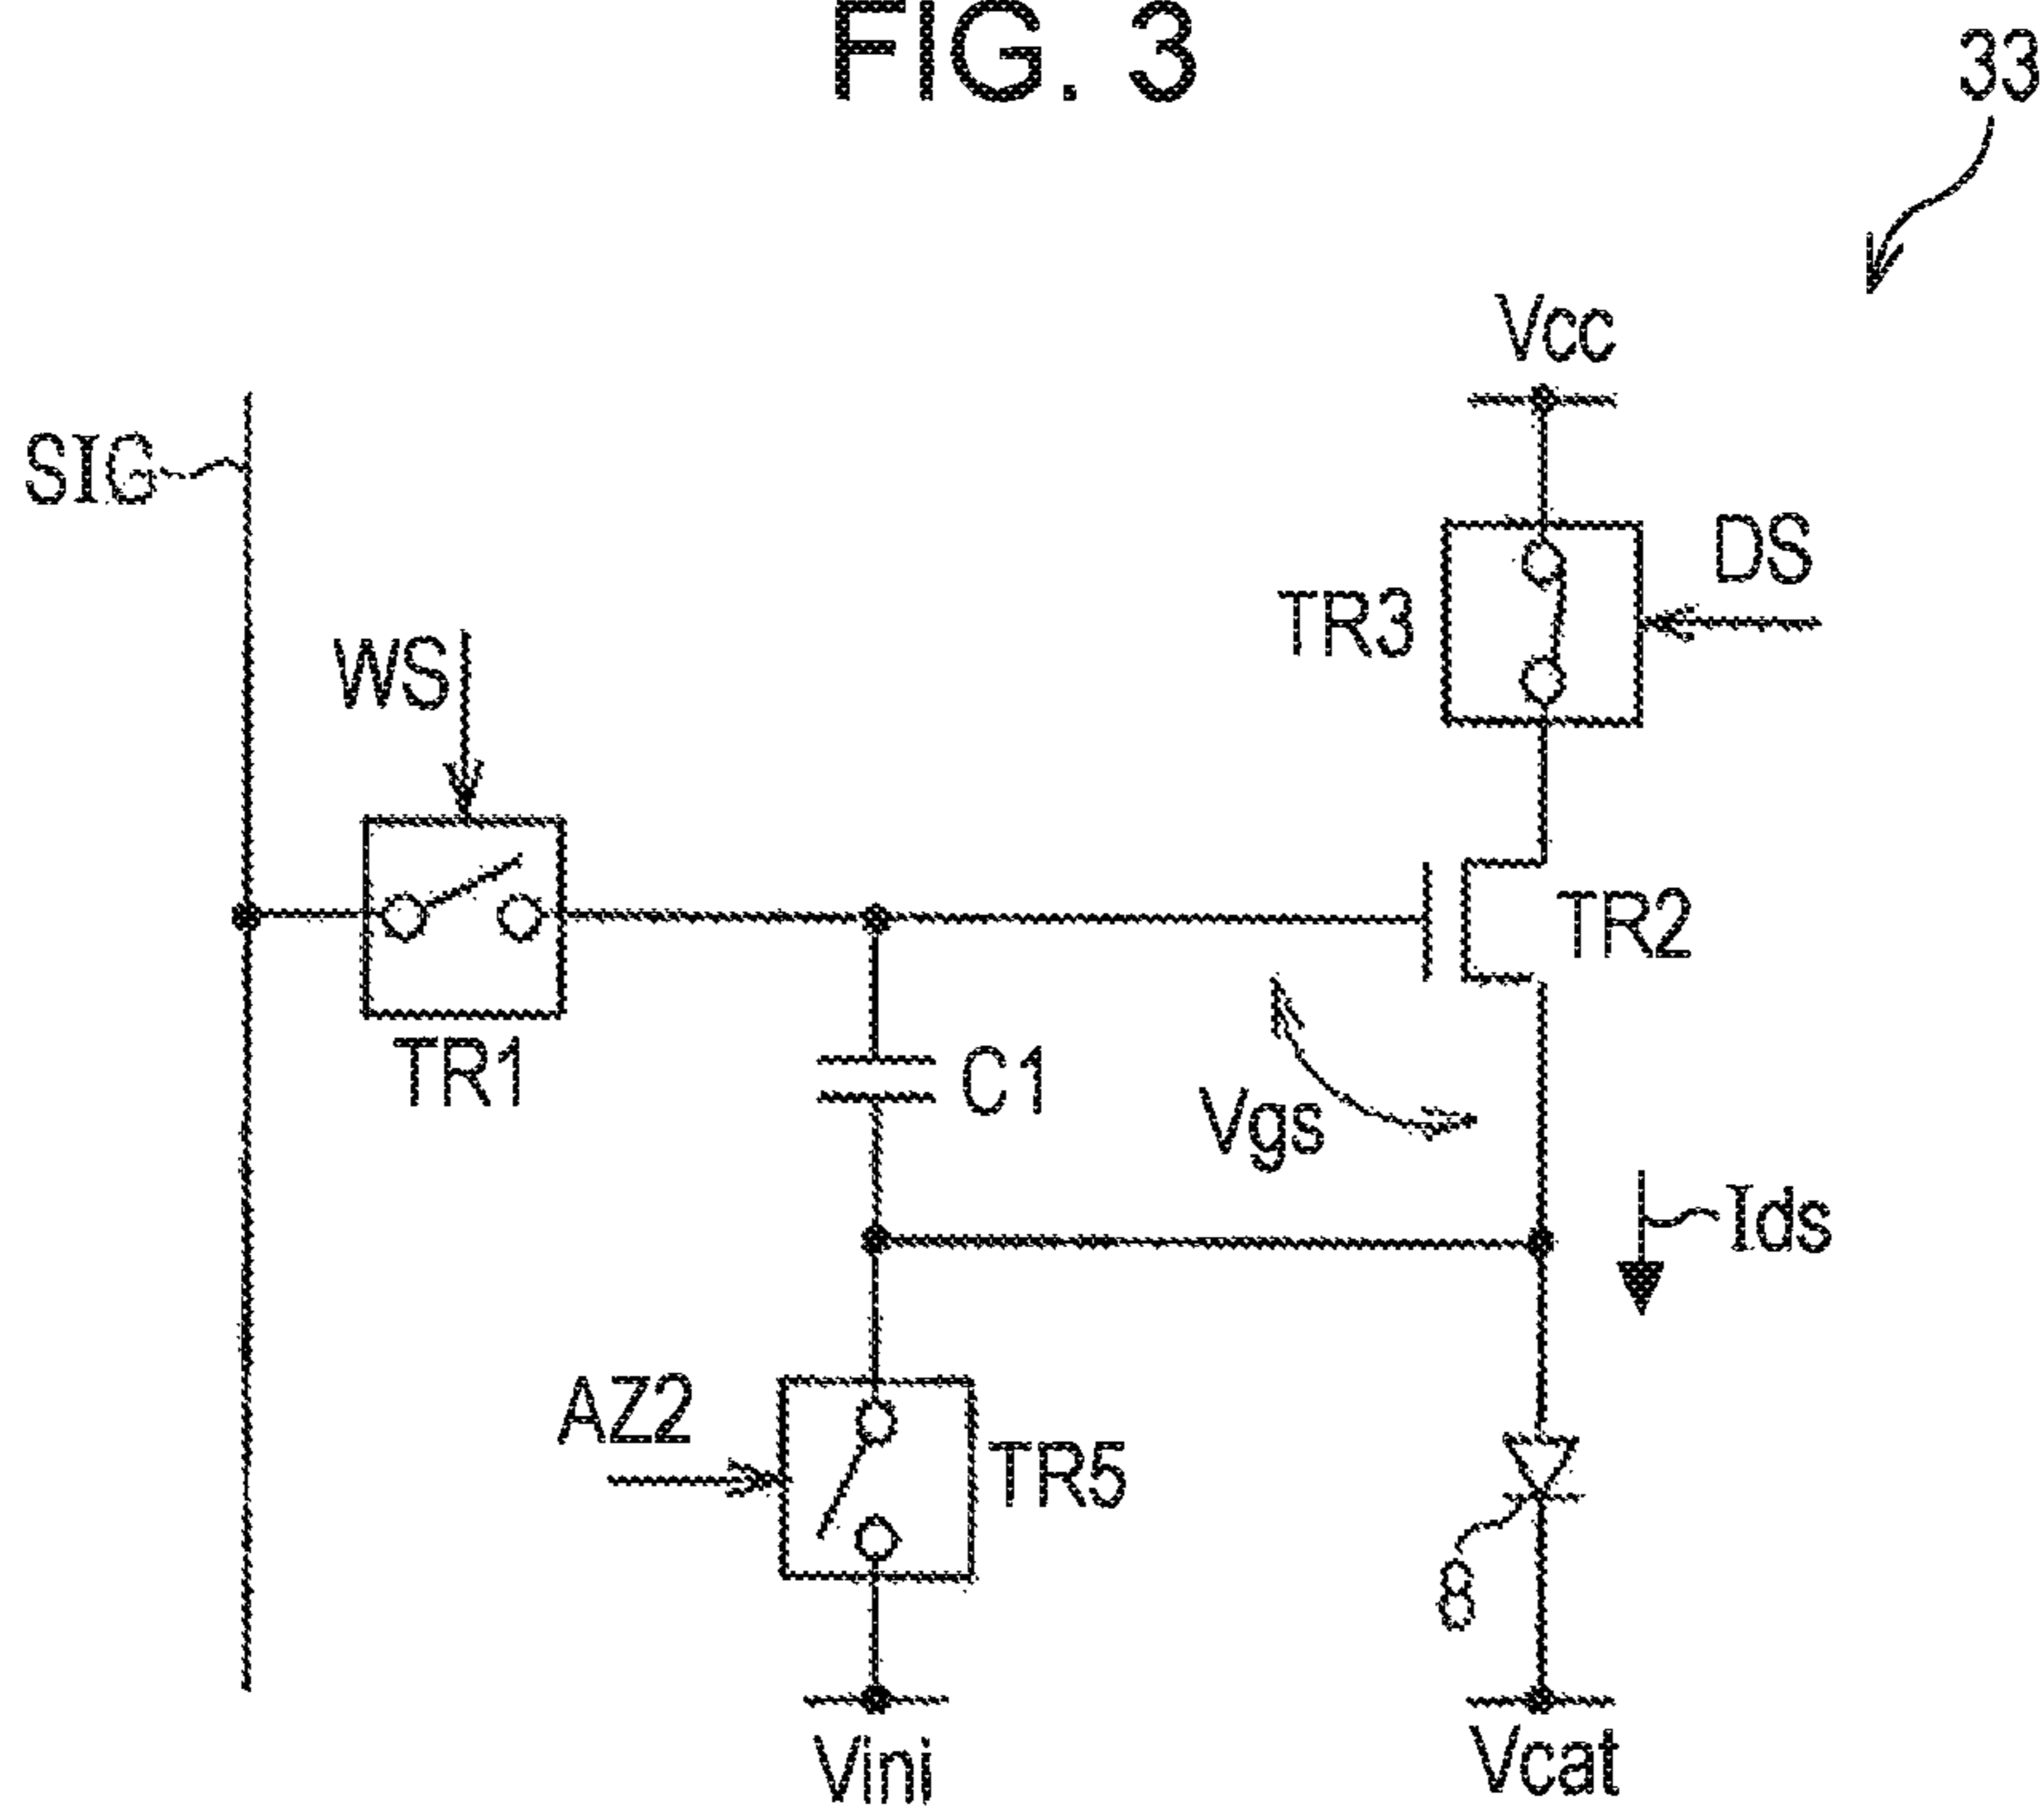 FIG. 3
33
Vcc
SIG
DS
TR3
WS
TR2
TR1
C1
Vgs
Ids
AZ2
TR5
8
Vini
Vcat